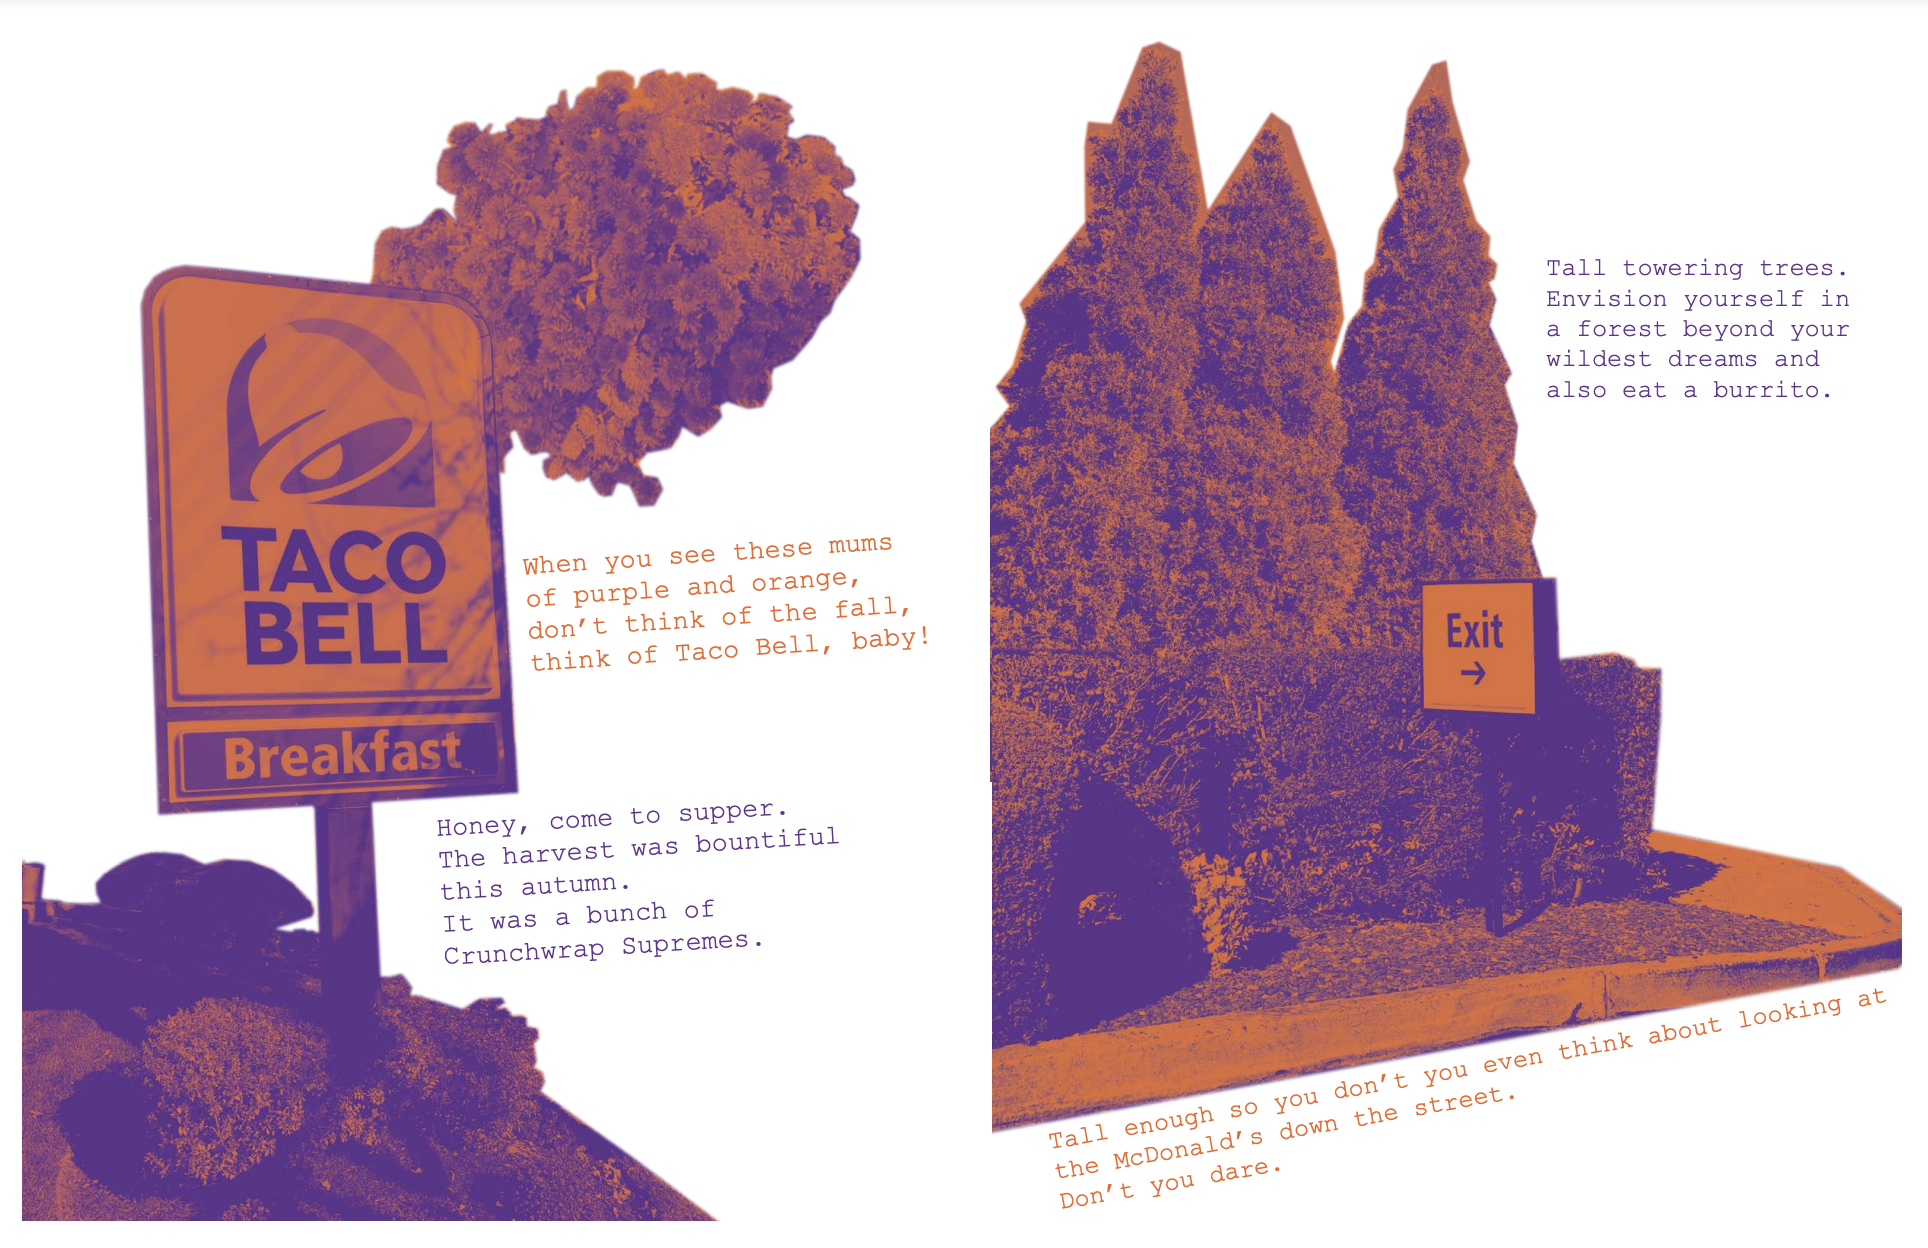 TACO
BELL
Breakfast
When you see these mums
of purple and orange,
don't think of the fall,
think of Taco Bell, baby!
Honey, come to supper.
The harvest was bountiful
this autumn.
It was a bunch of
Crunchwrap Supremes.
Tall towering trees.
Envision yourself in
a forest beyond your
wildest dreams and
also eat a burrito.
Exit
→
Tall enough so you don't you even think about looking at
the McDonald's down the street.
Don't you dare.